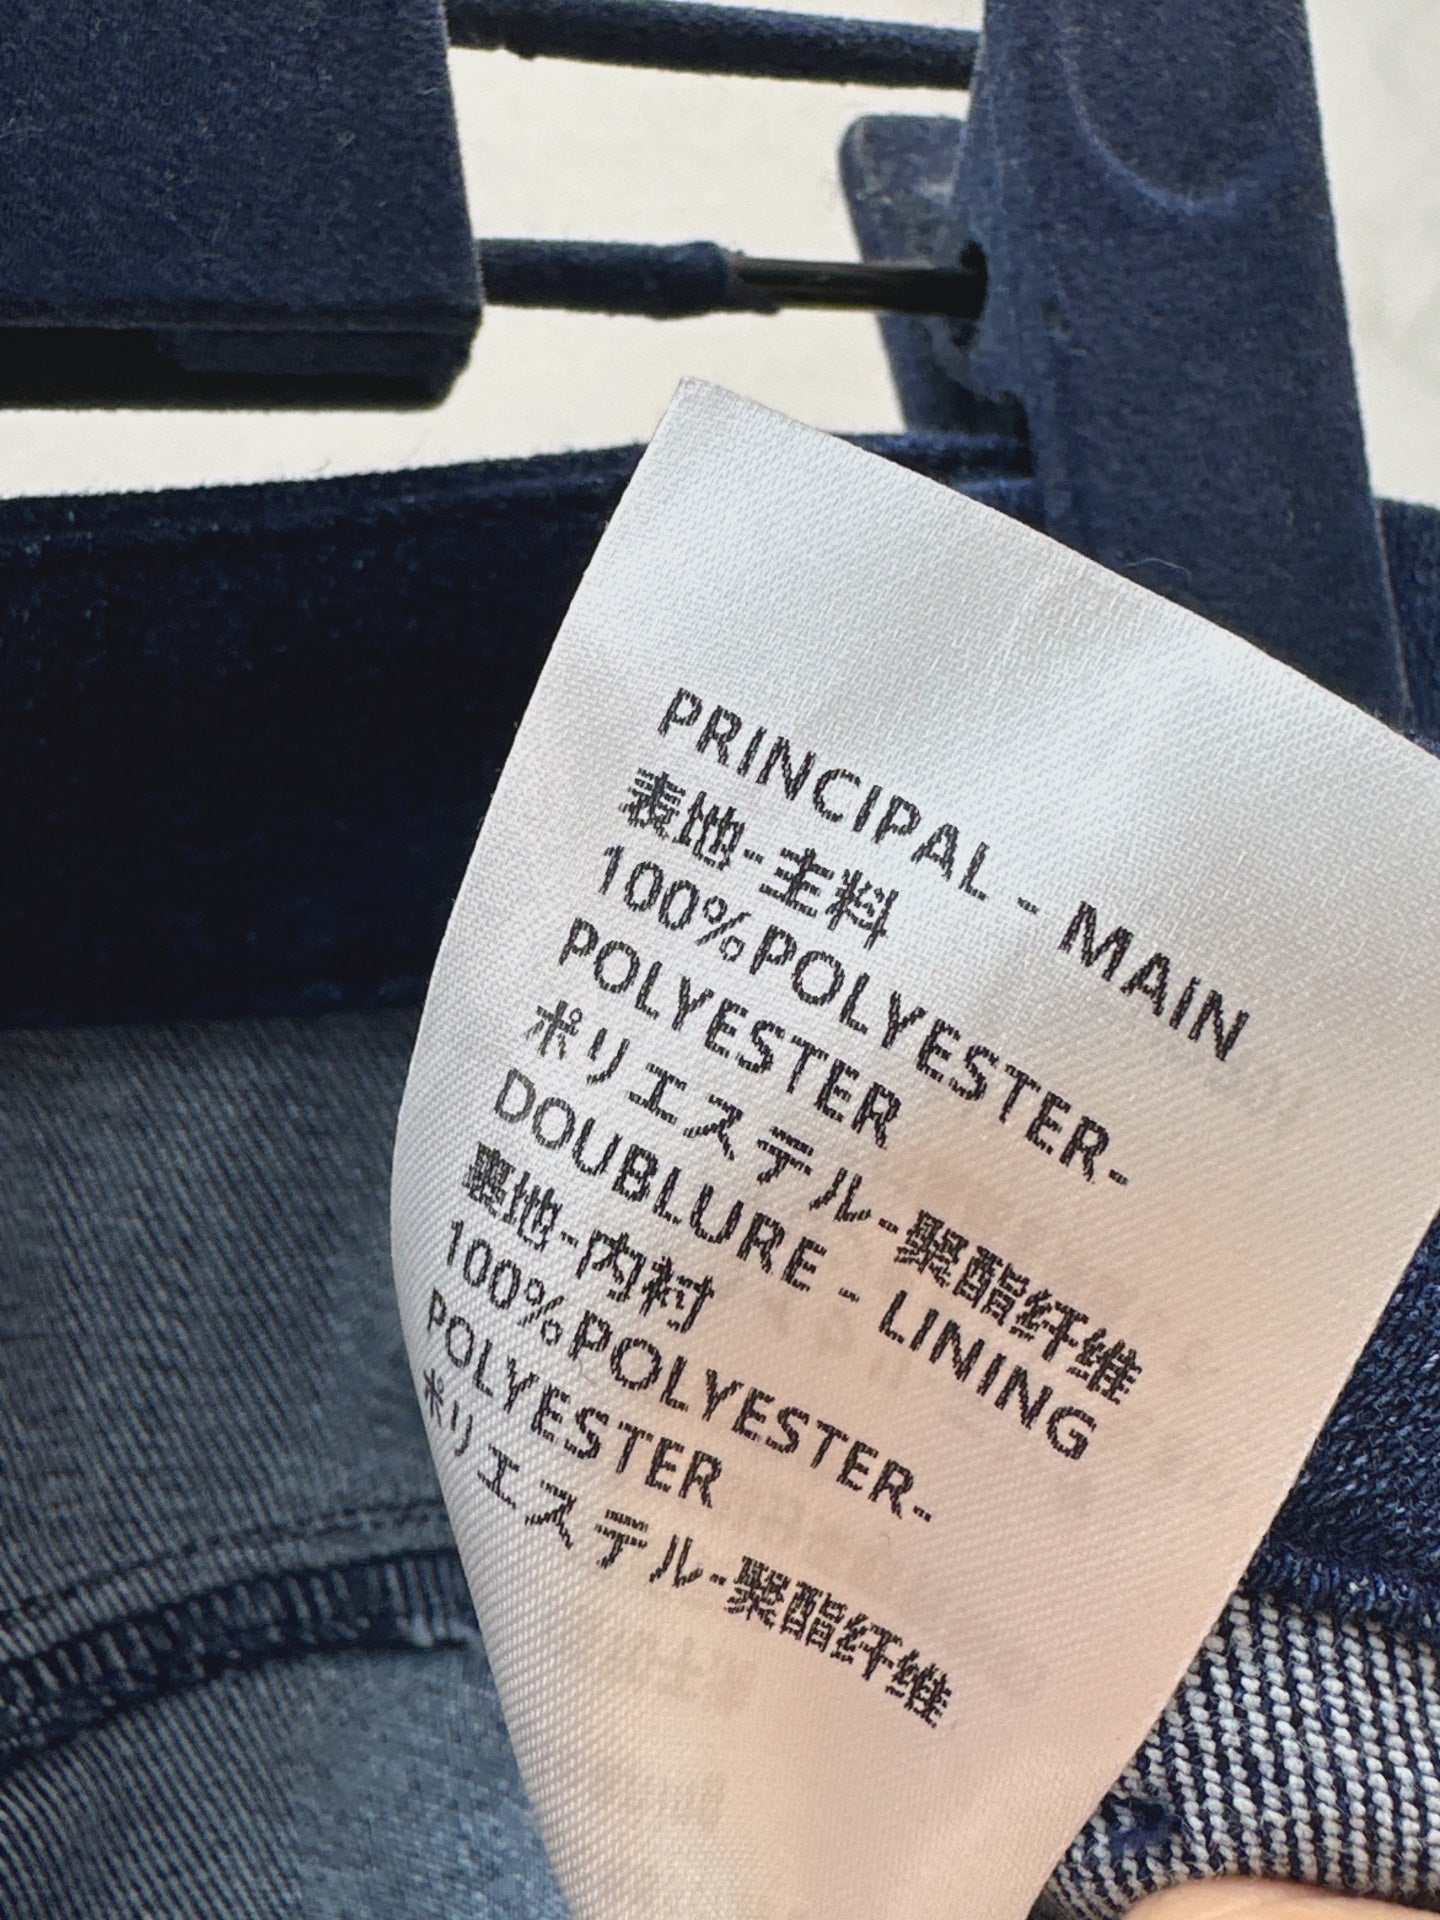 PRINCIPAL - MAIN
表地-主料
100%POLYESTER-
POLYESTER
ポリエステル-聚酯纤维
DOUBLURE - LINING
裏地-内衬
100%POLYESTER-
POLYESTER
ポリエステル-聚酯纤维